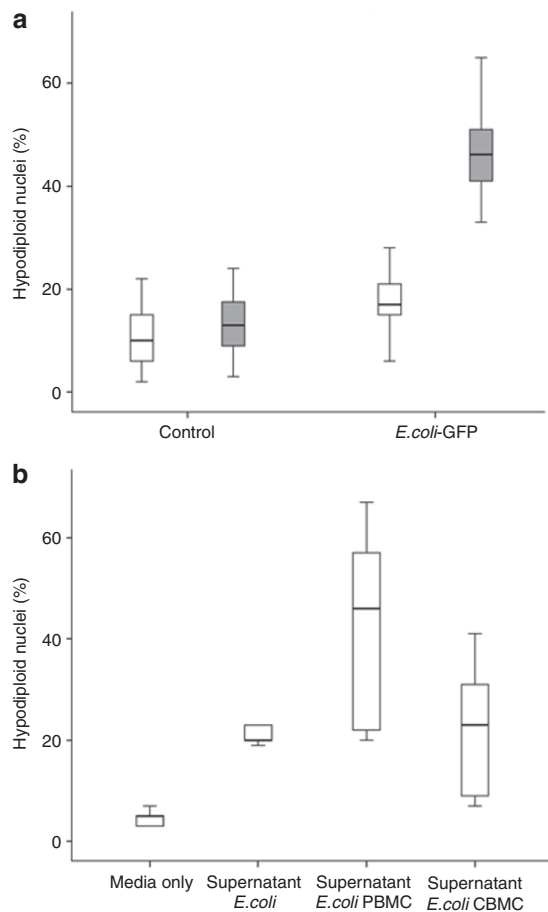 a
Hypodiploid nuclei (%)
60
40
20
0
Control
E.coli-GFP
b
Hypodiploid nuclei (%)
60
40
20
0
Media only
Supernatant
E.coli
Supernatant
E.coli PBMC
Supernatant
E.coli CBMC